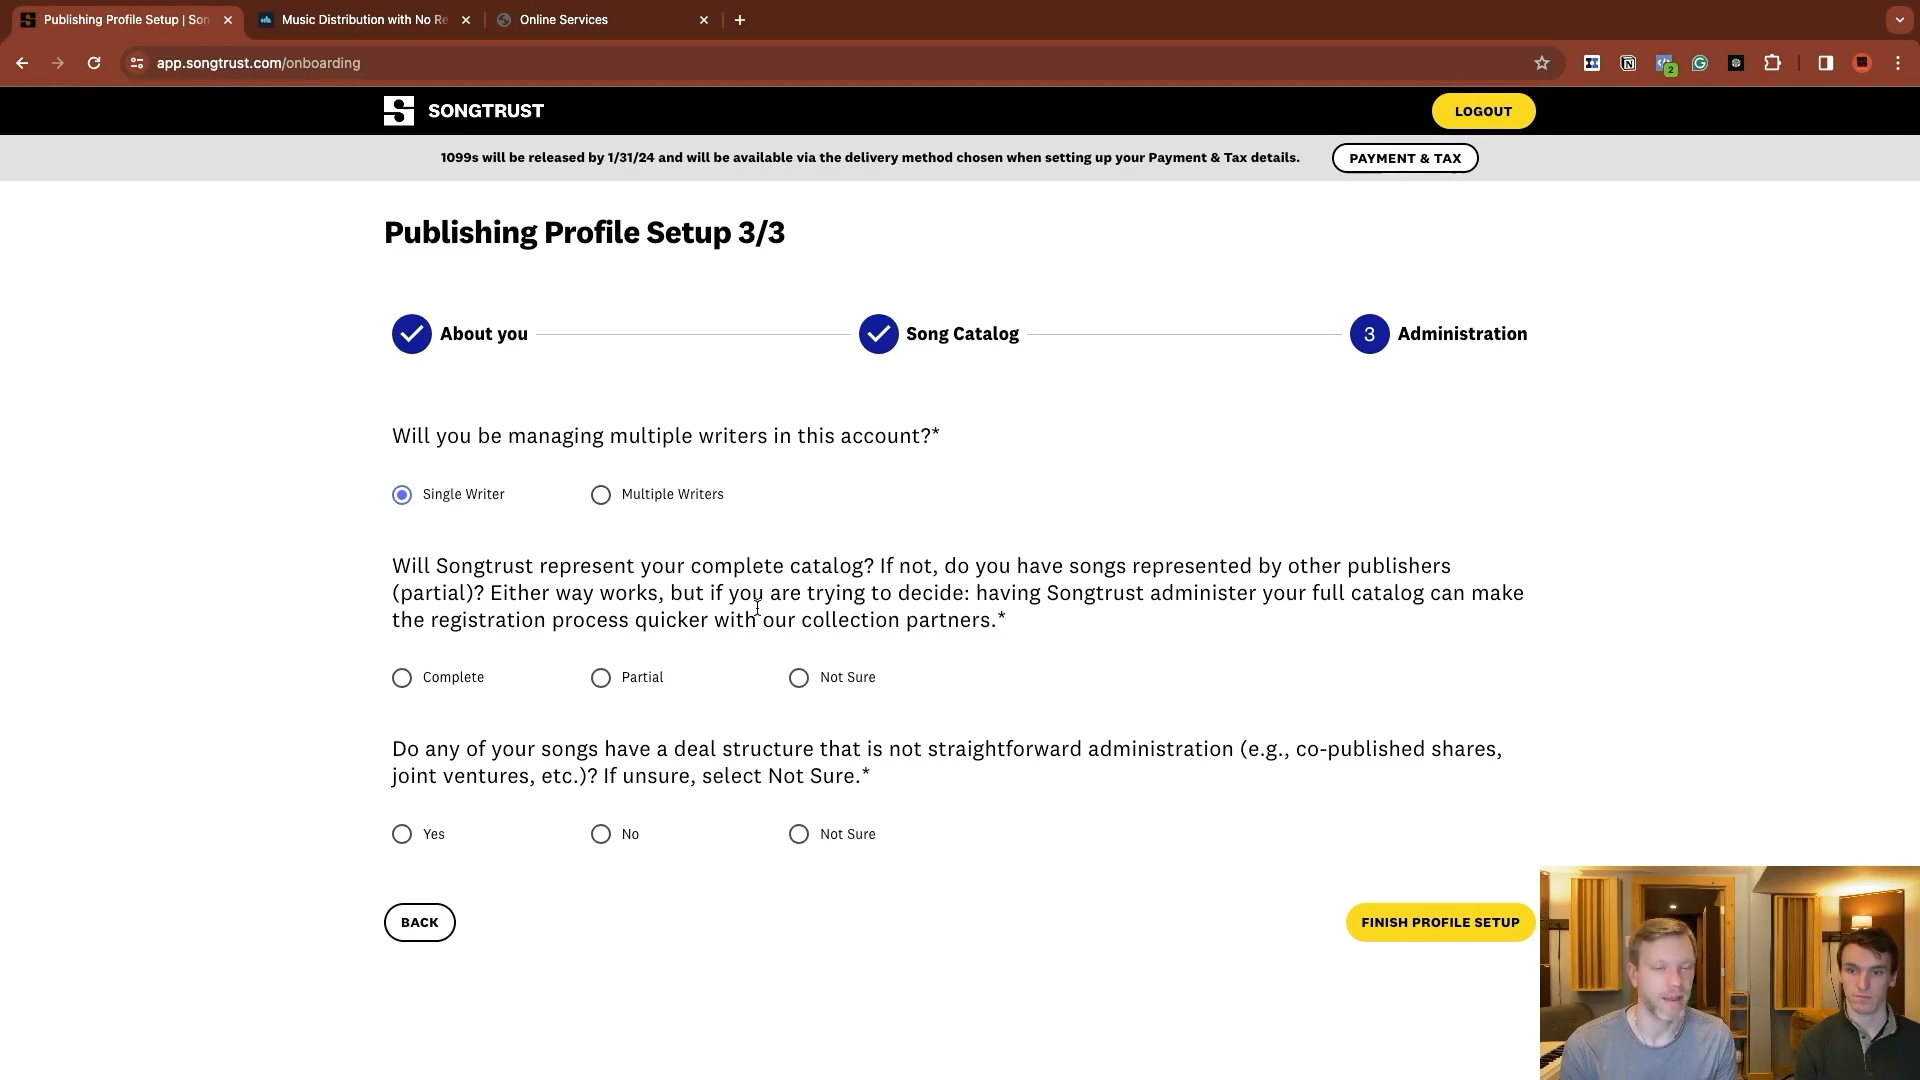 Publishing Profile Setup | Son
Music Distribution with No Re
Online Services
app.songtrust.com/onboarding
2
SONGTRUST
LOGOUT
1099s will be released by 1/31/24 and will be available via the delivery method chosen when setting up your Payment & Tax details.
PAYMENT & TAX
Publishing Profile Setup 3/3
About you
Song Catalog
3 Administration
Will you be managing multiple writers in this account?*
Single Writer
Multiple Writers
Will Songtrust represent your complete catalog? If not, do you have songs represented by other publishers
(partial)? Either way works, but if you are trying to decide: having Songtrust administer your full catalog can make
the registration process quicker with our collection partners.*
Complete
Partial
Not Sure
Do any of your songs have a deal structure that is not straightforward administration (e.g., co-published shares,
joint ventures, etc.)? If unsure, select Not Sure.*
Yes
No
Not Sure
BACK
FINISH PROFILE SETUP